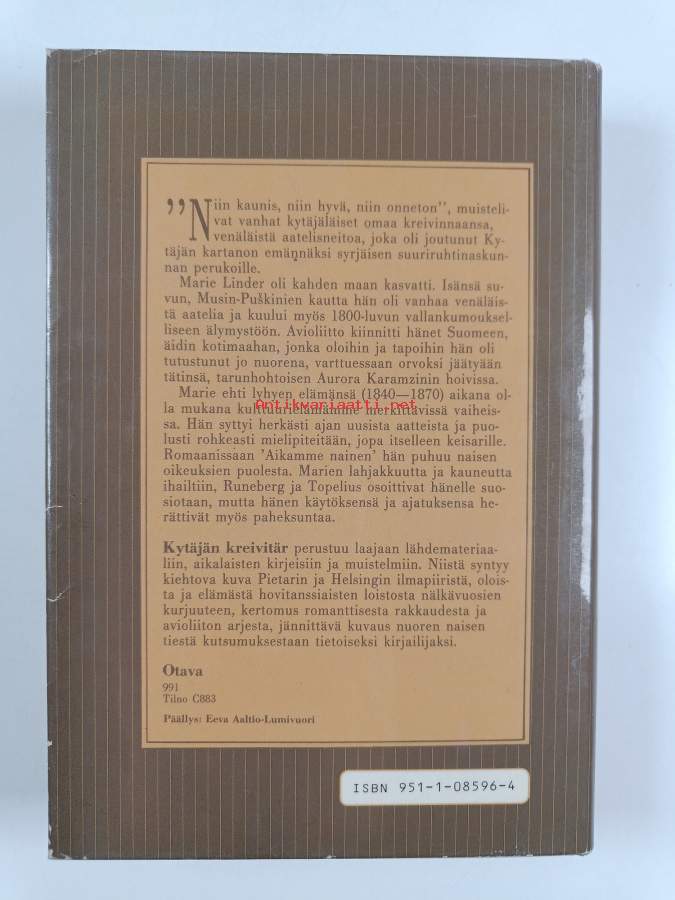 ”Niin kaunis, niin hyvä, niin onneton”, muisteli-
vat vanhat kytäjäläiset omaa kreivinnaansa,
venäläistä aatelisneitoa, joka oli joutunut Ky-
täjän kartanon emännäksi syrjäisen suuriruhtinaskun-
nan perukoille.
Marie Linder oli kahden maan kasvatti. Isänsä su-
vun, Musin-Puškinien kautta hän oli vanhaa venäläis-
tä aatelia ja kuului myös 1800-luvun vallankumouksel-
liseen älymystöön. Avioliitto kiinnitti hänet Suomeen,
äidin kotimaahan, jonka oloihin ja tapoihin hän oli
tutustunut jo nuorena, varttuessaan orvoksi jäätyään
tätinsä, tarunhohtoisen Aurora Karamzinin hoivissa.
Marie ehti lyhyen elämänsä (1840—1870) aikana ol-
Antikvariaatti.net
la mukana kulttuurielämämme merkittävissä vaiheis-
sa. Hän syttyi herkästi ajan uusista aatteista ja puo-
lusti rohkeasti mielipiteitään, jopa itselleen keisarille.
Romaanissaan 'Aikamme nainen' hän puhuu naisen
oikeuksien puolesta. Marien lahjakkuutta ja kauneutta
ihailtiin, Runeberg ja Topelius osoittivat hänelle suo-
siotaan, mutta hänen käytöksensä ja ajatuksensa he-
rättivät myös paheksuntaa.
Kytäjän kreivitär perustuu laajaan lähdemateriaa-
liin, aikalaisten kirjeisiin ja muistelmiin. Niistä syntyy
kiehtova kuva Pietarin ja Helsingin ilmapiiristä, olois-
ta ja elämästä hovitanssiaisten loistosta nälkävuosien
kurjuuteen, kertomus romanttisesta rakkaudesta ja
avioliiton arjesta, jännittävä kuvaus nuoren naisen
tiestä kutsumuksestaan tietoiseksi kirjailijaksi.
Otava
991
Tilno C883
Päällys: Eeva Aaltio-Lumivuori
ISBN 951-1-08596-4